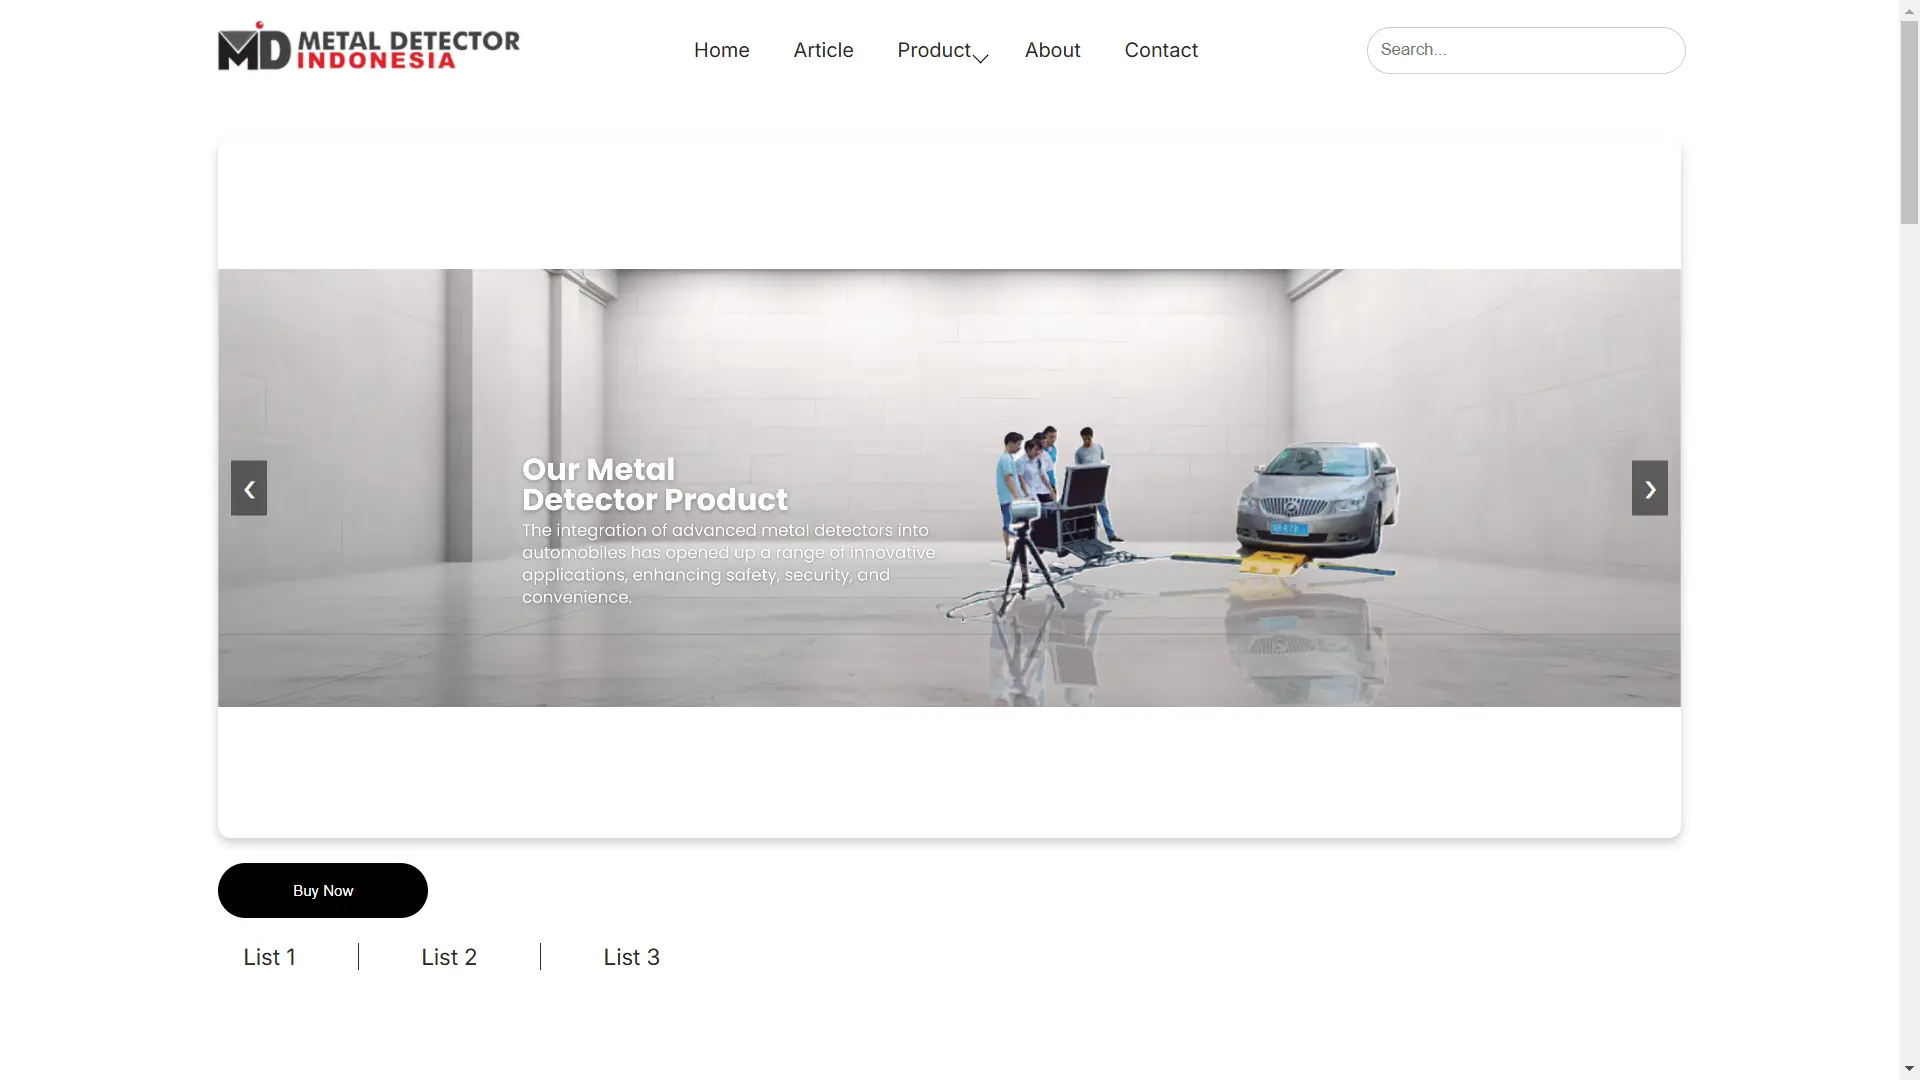 MD METAL DETECTOR
INDONESIA
Home
Article
Product
About
Contact
Search...
Our Metal
Detector Product
The integration of advanced metal detectors into
automobiles has opened up a range of innovative
applications, enhancing safety, security, and
convenience.
Buy Now
List 1
List 2
List 3